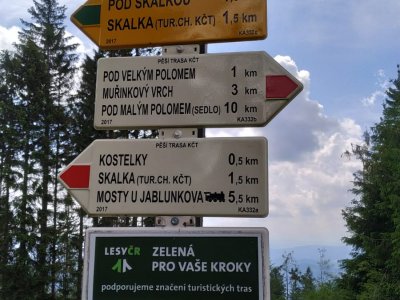 POD SKALKOU
SKALKA (TUR.CH. KČT) 1,5 km
KA332c
2017
PĚŠÍ TRASA KČT
POD VELKÝM POLOMEM 1 km
MUŘINKOVÝ VRCH 3 km
POD MALÝM POLOMEM (SEDLO) 10 km
2017 KA332b
PĚŠÍ TRASA KČT
KOSTELKY 0,5 km
SKALKA (TUR.CH. KČT) 1,5 km
MOSTY U JABLUNKOVA 5,5 km
2017 KA332a
LESY ČR
ZELENÁ
PRO VAŠE KROKY
podporujeme značení turistických tras